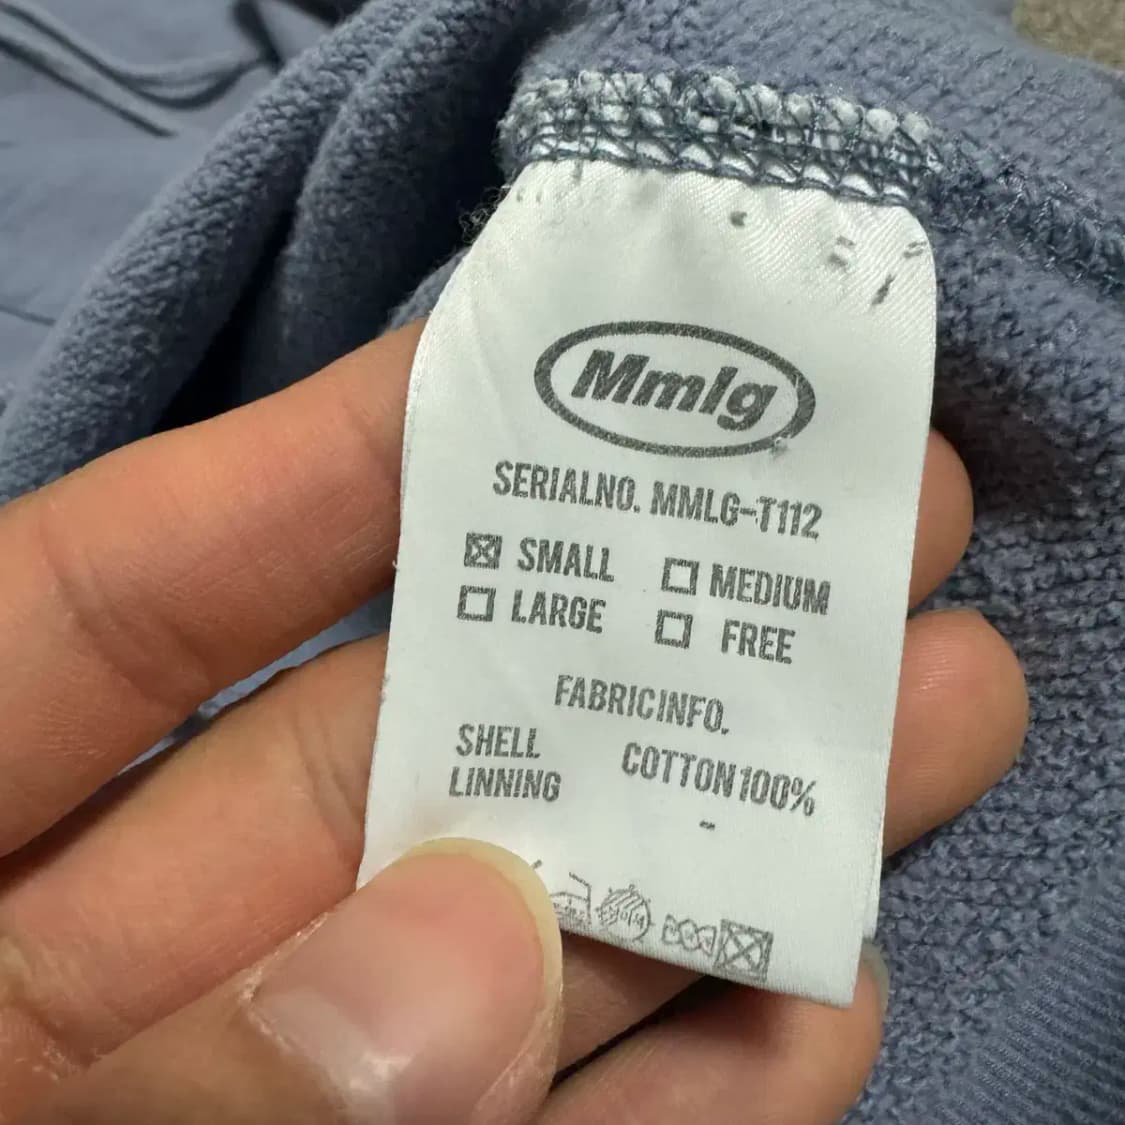 Mmlg
SERIALNO. MMLG-T112
SMALL MEDIUM
LARGE FREE
FABRICINFO.
SHELL COTTON100%
LINNING -